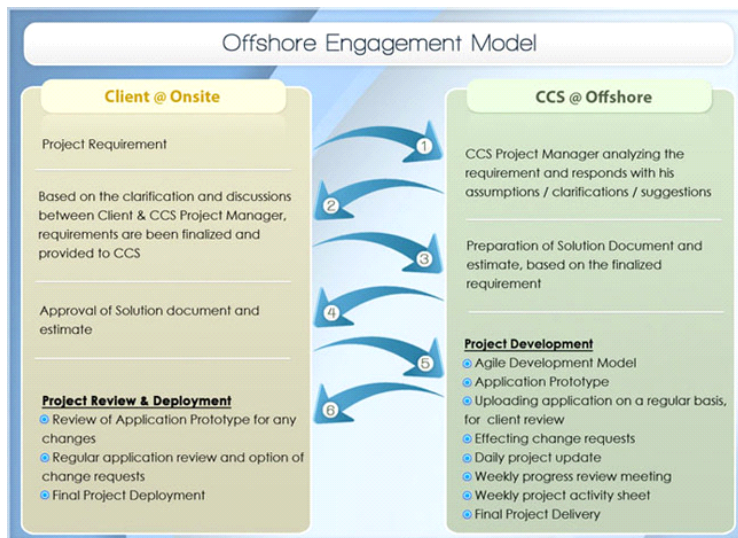 Offshore Engagement Model
Client @ Onsite
Project Requirement
Based on the clarification and discussions
between Client & CCS Project Manager,
requirements are been finalized and
provided to CCS
Approval of Solution document and
estimate
Project Review & Deployment
Review of Application Prototype for any
changes
Regular application review and option of
change requests
Final Project Deployment
1
2
3
4
5
6
CCS @ Offshore
CCS Project Manager analyzing the
requirement and responds with his
assumptions / clarifications / suggestions
Preparation of Solution Document and
estimate, based on the finalized
requirement
Project Development
Agile Development Model
Application Prototype
Uploading application on a regular basis,
for client review
Effecting change requests
Daily project update
Weekly progress review meeting
Weekly project activity sheet
Final Project Delivery